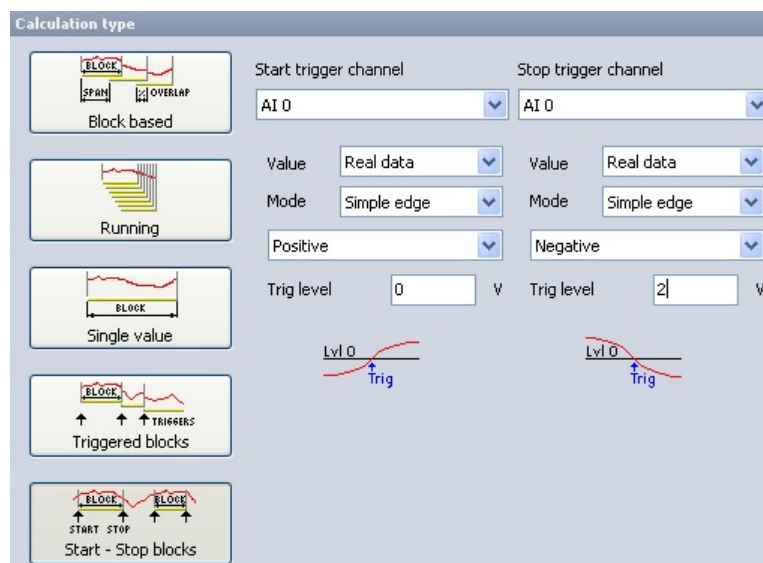 Calculation type
BLOCK
SPAN % OVERLAP
Block based
Running
BLOCK
Single value
BLOCK
TRIGGERS
Triggered blocks
BLOCK BLOCK
START STOP
Start - Stop blocks
Start trigger channel
AI 0
Value Real data
Mode Simple edge
Positive
Trig level 0 V
Lvl 0
Trig
Stop trigger channel
AI 0
Value Real data
Mode Simple edge
Negative
Trig level 2 V
Lvl 0
Trig